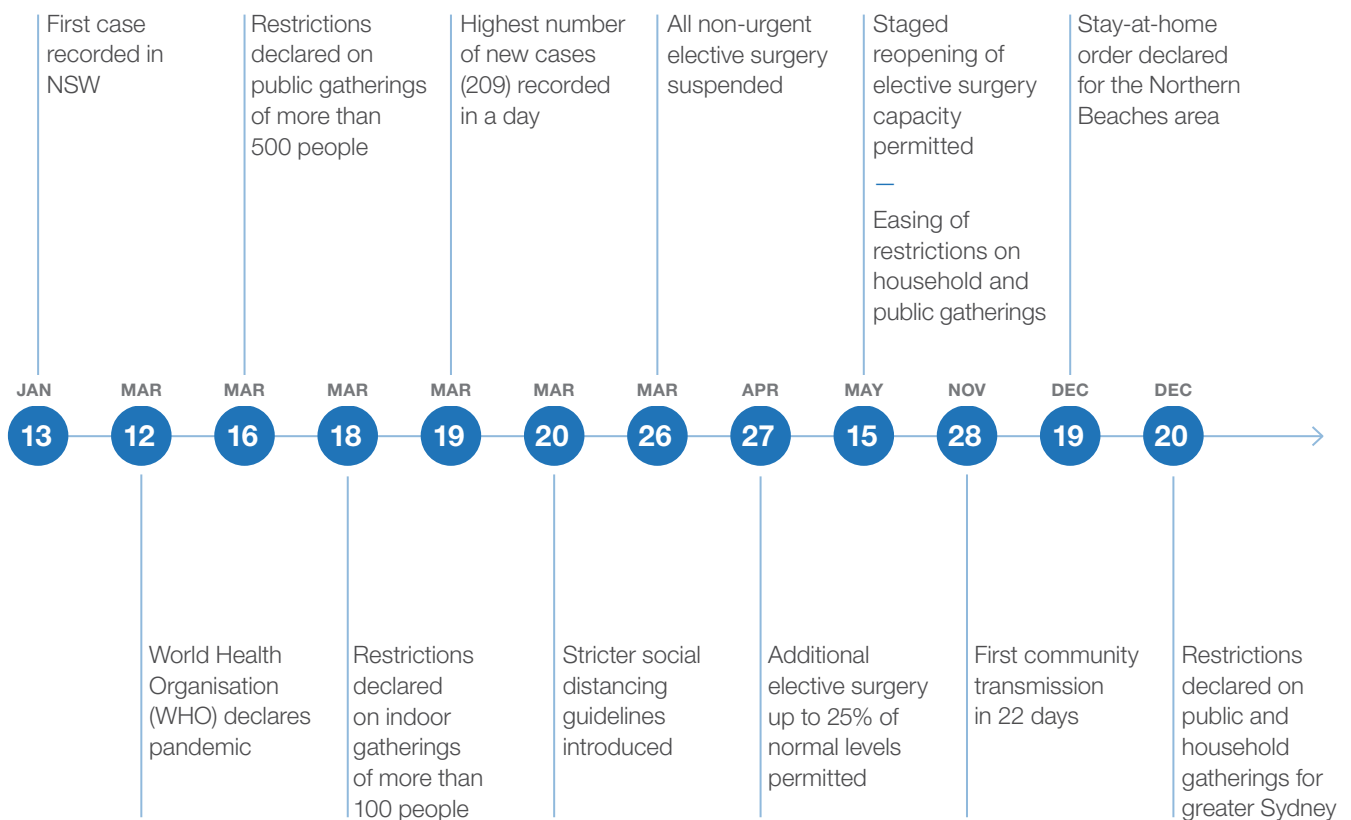 First case
recorded in
NSW
Restrictions
declared on
public gatherings
of more than
500 people
Highest number
of new cases
(209) recorded
in a day
All non-urgent
elective surgery
suspended
Staged
reopening of
elective surgery
capacity
permitted
—
Easing of
restrictions on
household and
public gatherings
Stay-at-home
order declared
for the Northern
Beaches area
JAN MAR MAR MAR MAR MAR MAR APR MAY NOV DEC DEC
13 12 16 18 19 20 26 27 15 28 19 20
World Health
Organisation
(WHO) declares
pandemic
Restrictions
declared
on indoor
gatherings
of more than
100 people
Stricter social
distancing
guidelines
introduced
Additional
elective surgery
up to 25% of
normal levels
permitted
First community
transmission
in 22 days
Restrictions
declared on
public and
household
gatherings for
greater Sydney